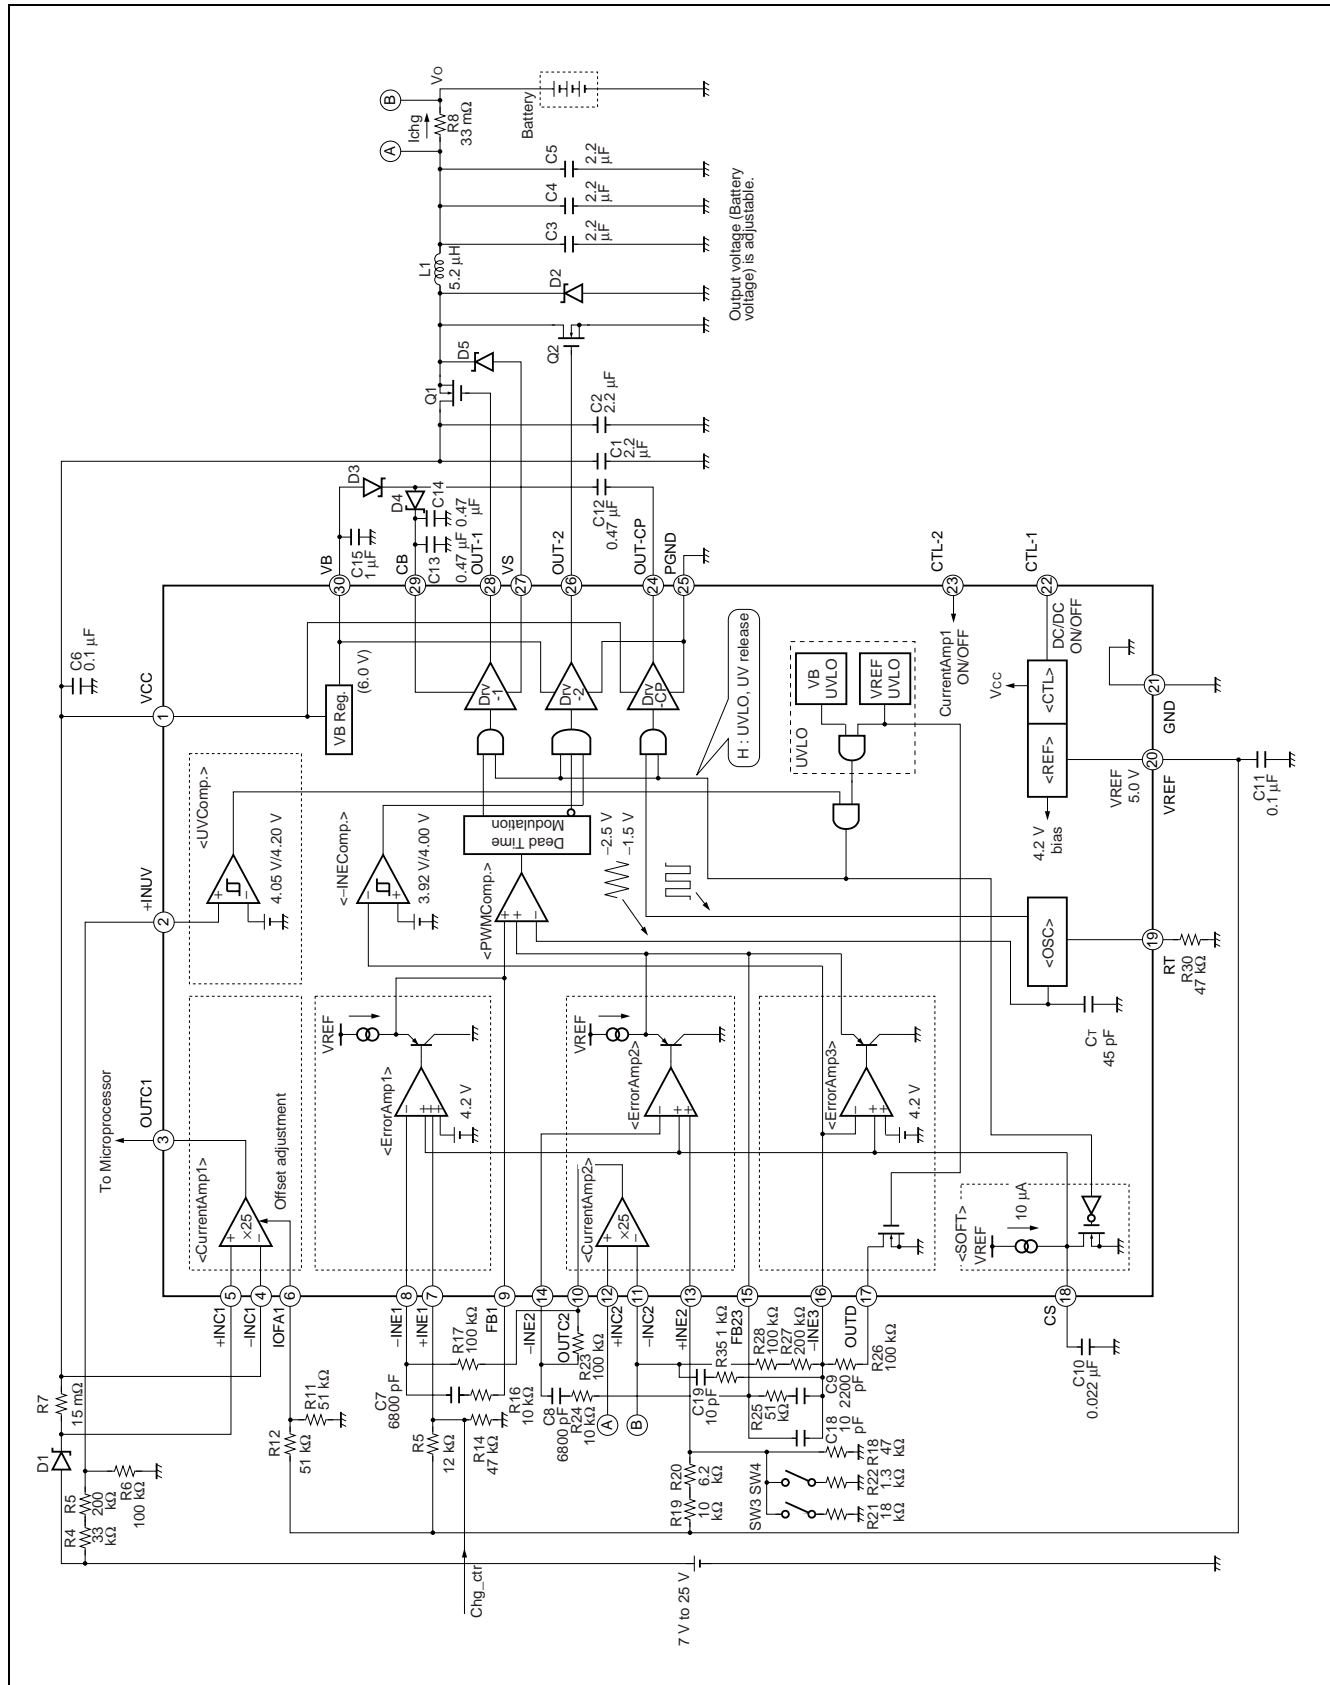 To Microprocessor
OUTC1
+INUV
VCC
C6
0.1 μF
3
2
1
R7
15 mΩ
D1
R4
33
kΩ
R5
200
kΩ
R6
100 kΩ
R12
51 kΩ
R11
51 kΩ
+INC1
5
−INC1
4
IOFA1
6
<CurrentAmp1>
+
−
×25
Offset adjustment
<UVComp.>
+
−
4.05 V/4.20 V
VB Reg.
(6.0 V)
VB
30
C15
1 μF
D3
D4
CB
29
C13
0.47 μF
C14
0.47
μF
OUT-1
28
VS
27
OUT-2
26
OUT-CP
24
PGND
25
C12
0.47 μF
C1
2.2
μF
C2
2.2 μF
Q1
D5
Q2
D2
L1
5.2 μH
C3
2.2
μF
C4
2.2
μF
C5
2.2
μF
A
Ichg
R8
33 mΩ
B
Vo
Battery
Output voltage (Battery
voltage) is adjustable.
Drv
-1
Drv
-2
Drv
-CP
<−INEComp.>
−
+
3.92 V/4.00 V
<PWMComp.>
+
+
−
Dead Time
Modulation
−2.5 V
−1.5 V
H : UVLO, UV release
UVLO
VB
UVLO
VREF
UVLO
CTL-2
23
CurrentAmp1
ON/OFF
CTL-1
22
DC/DC
ON/OFF
Vcc
<CTL>
<REF>
4.2 V
bias
21
GND
VREF
5.0 V
20
VREF
C11
0.1 μF
<OSC>
19
RT
R30
47 kΩ
CT
45 pF
VREF
<ErrorAmp1>
−
+
+
+
4.2 V
−INE1
8
+INE1
7
FB1
9
R17
100 kΩ
C7
6800 pF
R16
10 kΩ
R5
12 kΩ
R14
47 kΩ
Chg_ctr
VREF
<ErrorAmp2>
−
+
+
<CurrentAmp2>
+
−
×25
−INE2
14
OUTC2
10
+INC2
12
−INC2
11
+INE2
13
R23
100 kΩ
C8
6800 pF
R24
10 kΩ
A
B
<ErrorAmp3>
−
+
+
4.2 V
FB23
15
−INE3
16
OUTD
17
R35 1 kΩ
C19
10 pF
R28
100 kΩ
R27
200 kΩ
R26
100 kΩ
R25
51
kΩ
C9
2200
pF
C18
10
pF
R20
6.2
kΩ
R19
10
kΩ
SW3
SW4
R18
47
kΩ
R22
1.3
kΩ
R21
18
kΩ
7 V to 25 V
<SOFT>
VREF
10 μA
18
CS
C10
0.022 μF